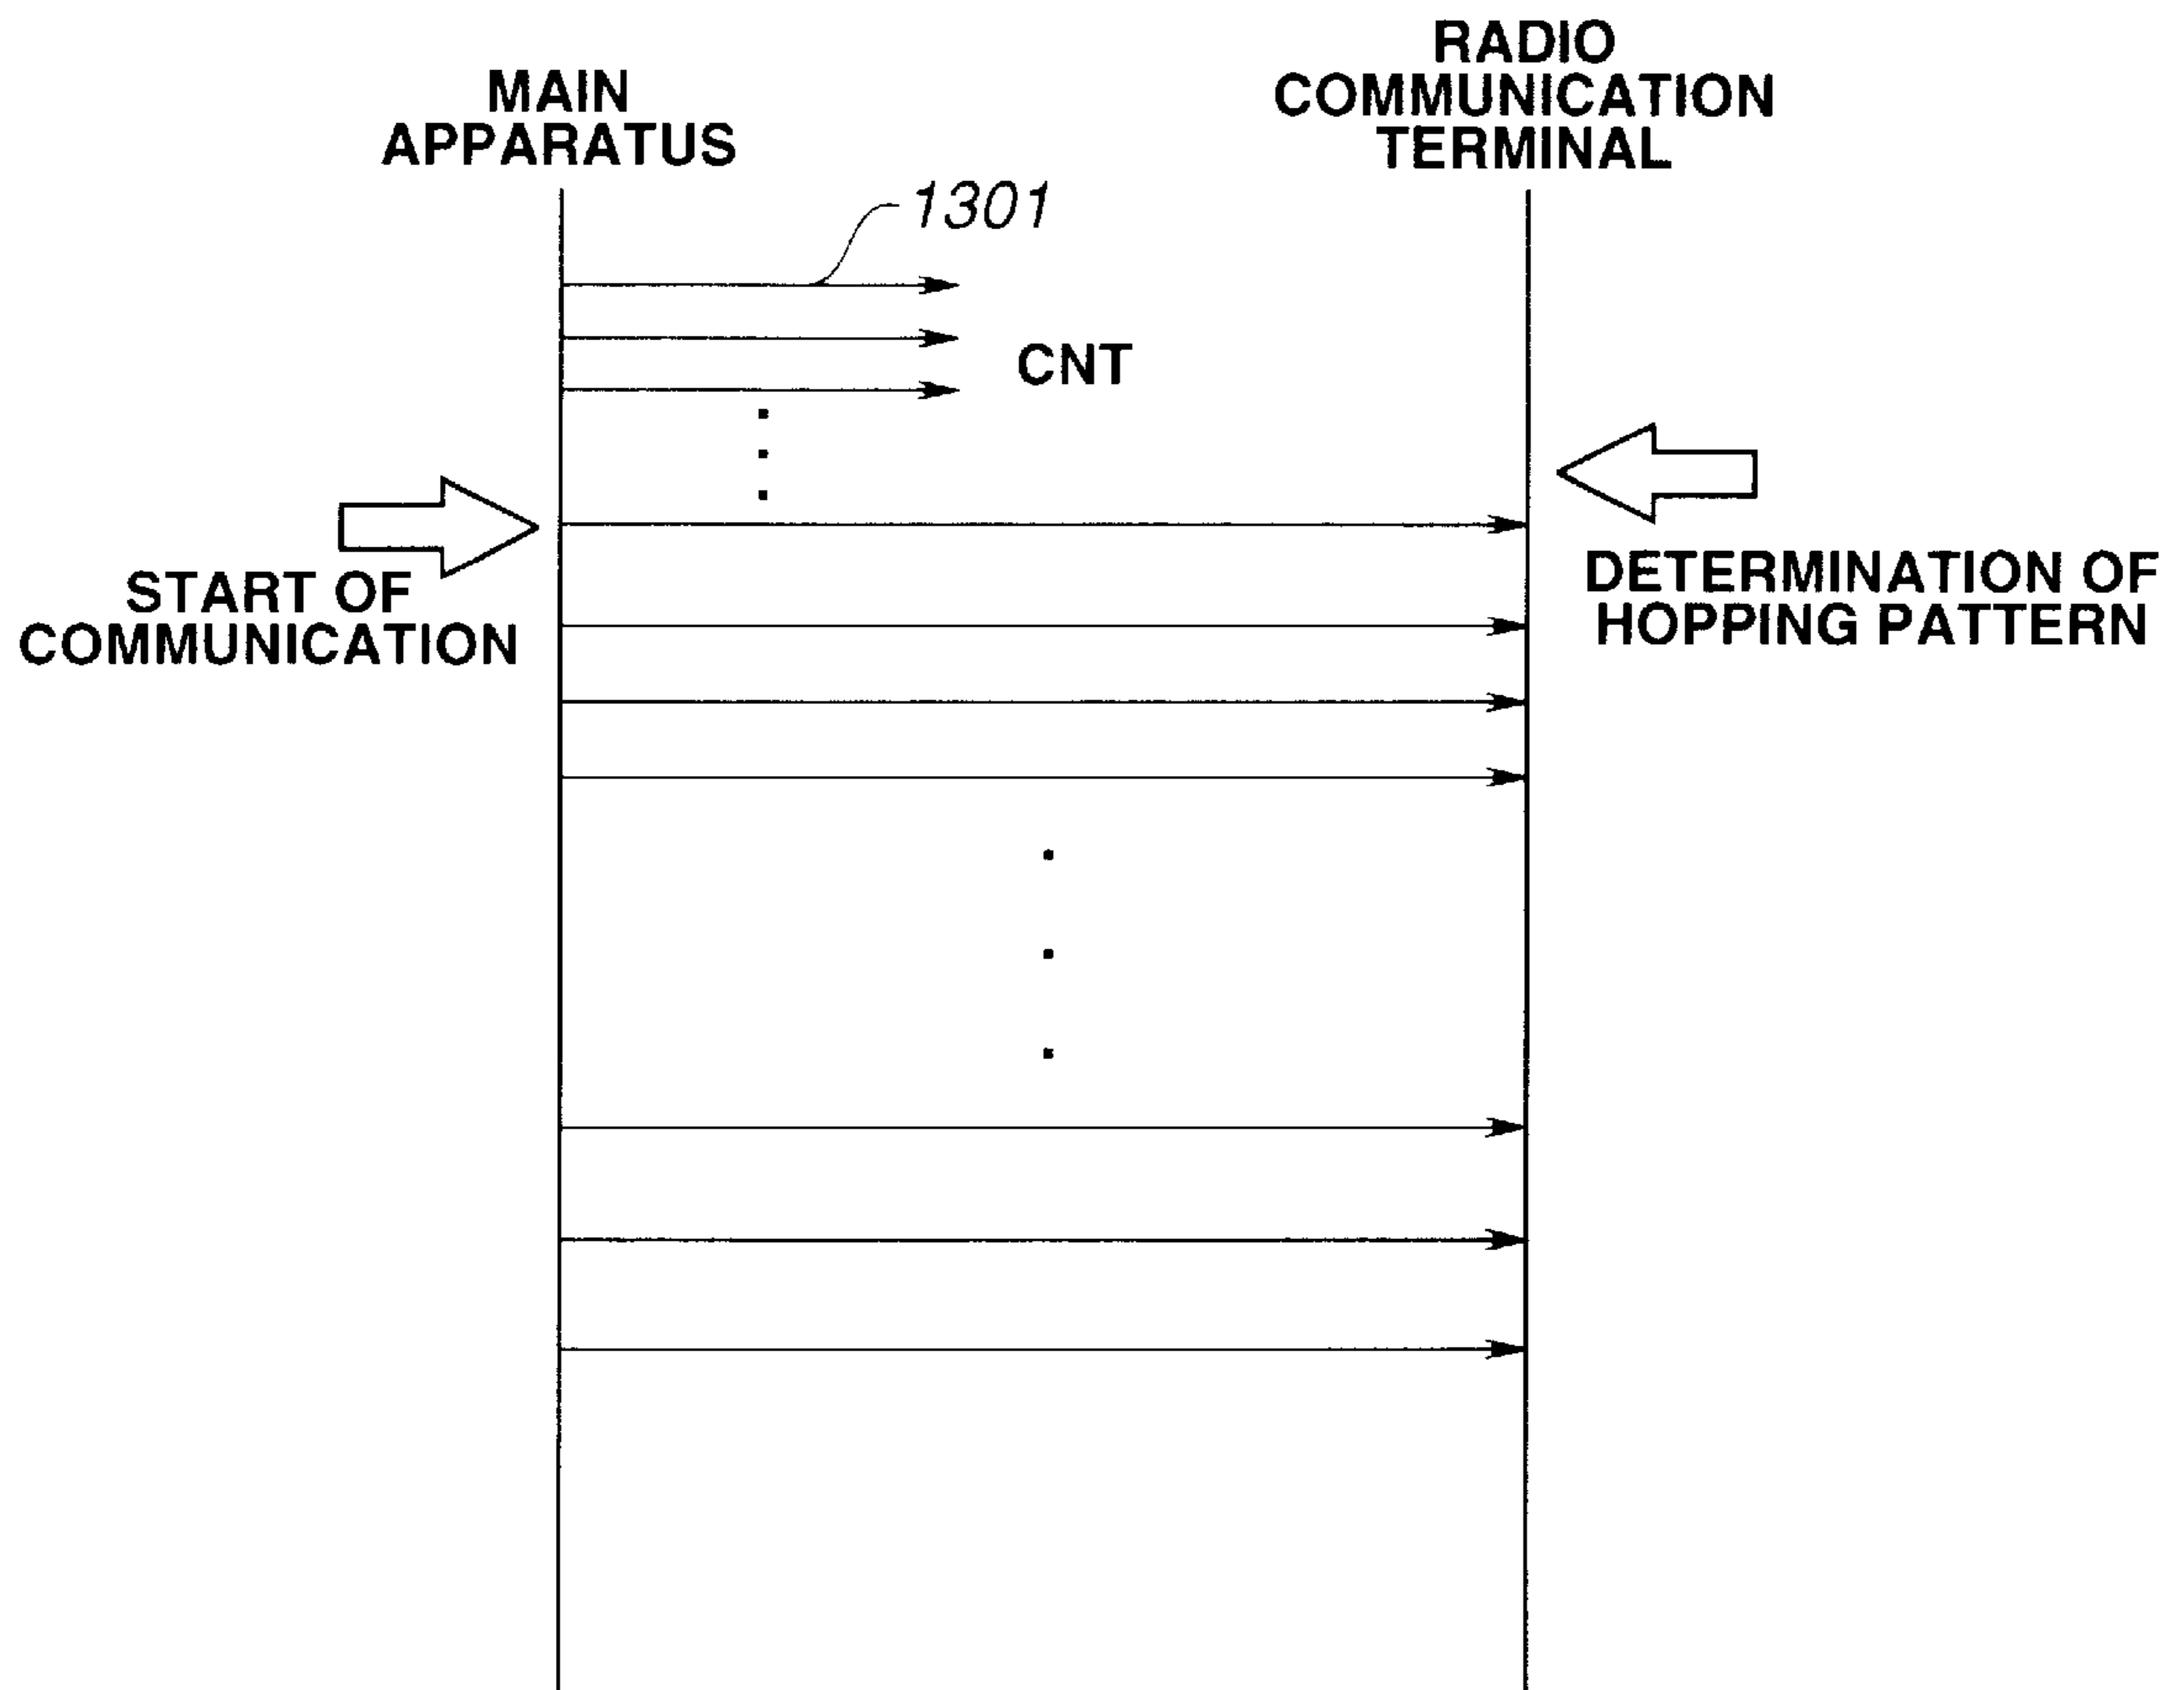 MAIN
APPARATUS
RADIO
COMMUNICATION
TERMINAL
1301
CNT
START OF
COMMUNICATION
DETERMINATION OF
HOPPING PATTERN